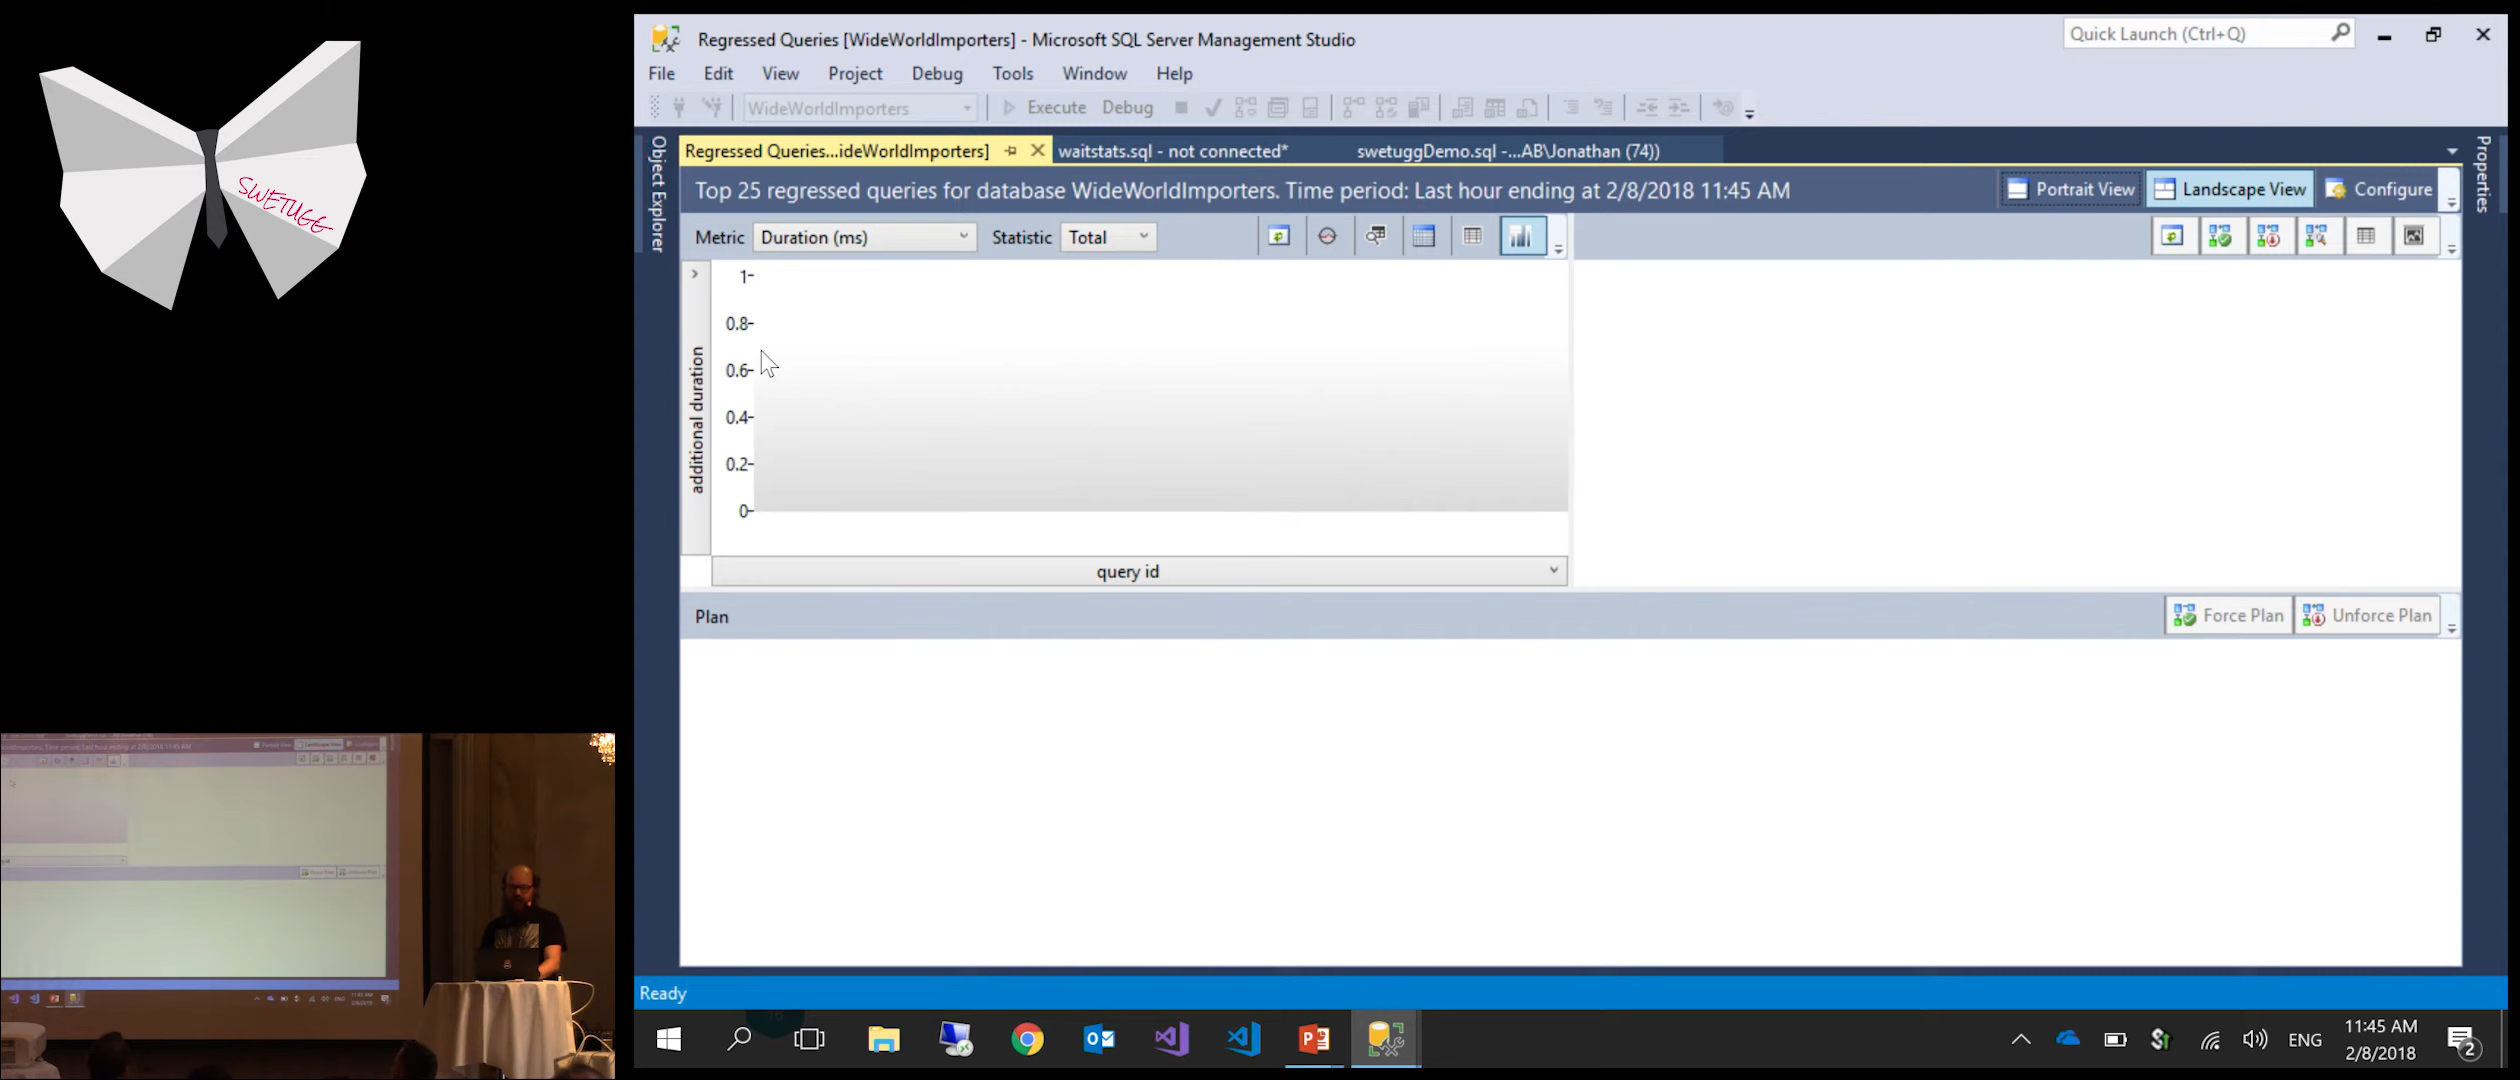 SWETUGG
Regressed Queries [WideWorldImporters] - Microsoft SQL Server Management Studio
Quick Launch (Ctrl+Q)
File Edit View Project Debug Tools Window Help
WideWorldImporters Execute Debug
Object Explorer
Regressed Queries...ideWorldImporters] waitstats.sql - not connected* swetuggDemo.sql -...AB\Jonathan (74))
Properties
Top 25 regressed queries for database WideWorldImporters. Time period: Last hour ending at 2/8/2018 11:45 AM
Portrait View Landscape View Configure
Metric Duration (ms) Statistic Total
additional duration
1
0.8
0.6
0.4
0.2
0
query id
Plan
Force Plan Unforce Plan
Ready
16
ENG
11:45 AM
2/8/2018
2